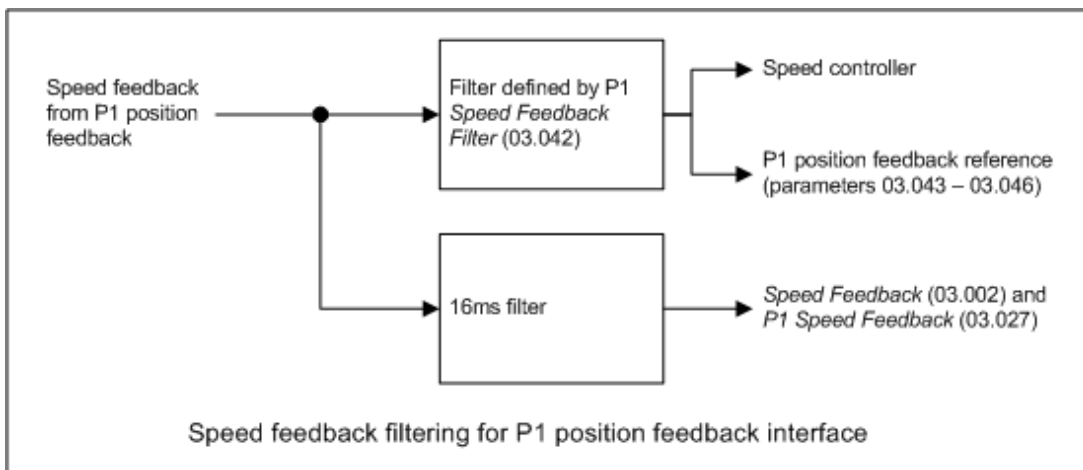 Speed feedback
from P1 position
feedback
Filter defined by P1
Speed Feedback
Filter (03.042)
Speed controller
P1 position feedback reference
(parameters 03.043 – 03.046)
16ms filter
Speed Feedback (03.002) and
P1 Speed Feedback (03.027)
Speed feedback filtering for P1 position feedback interface